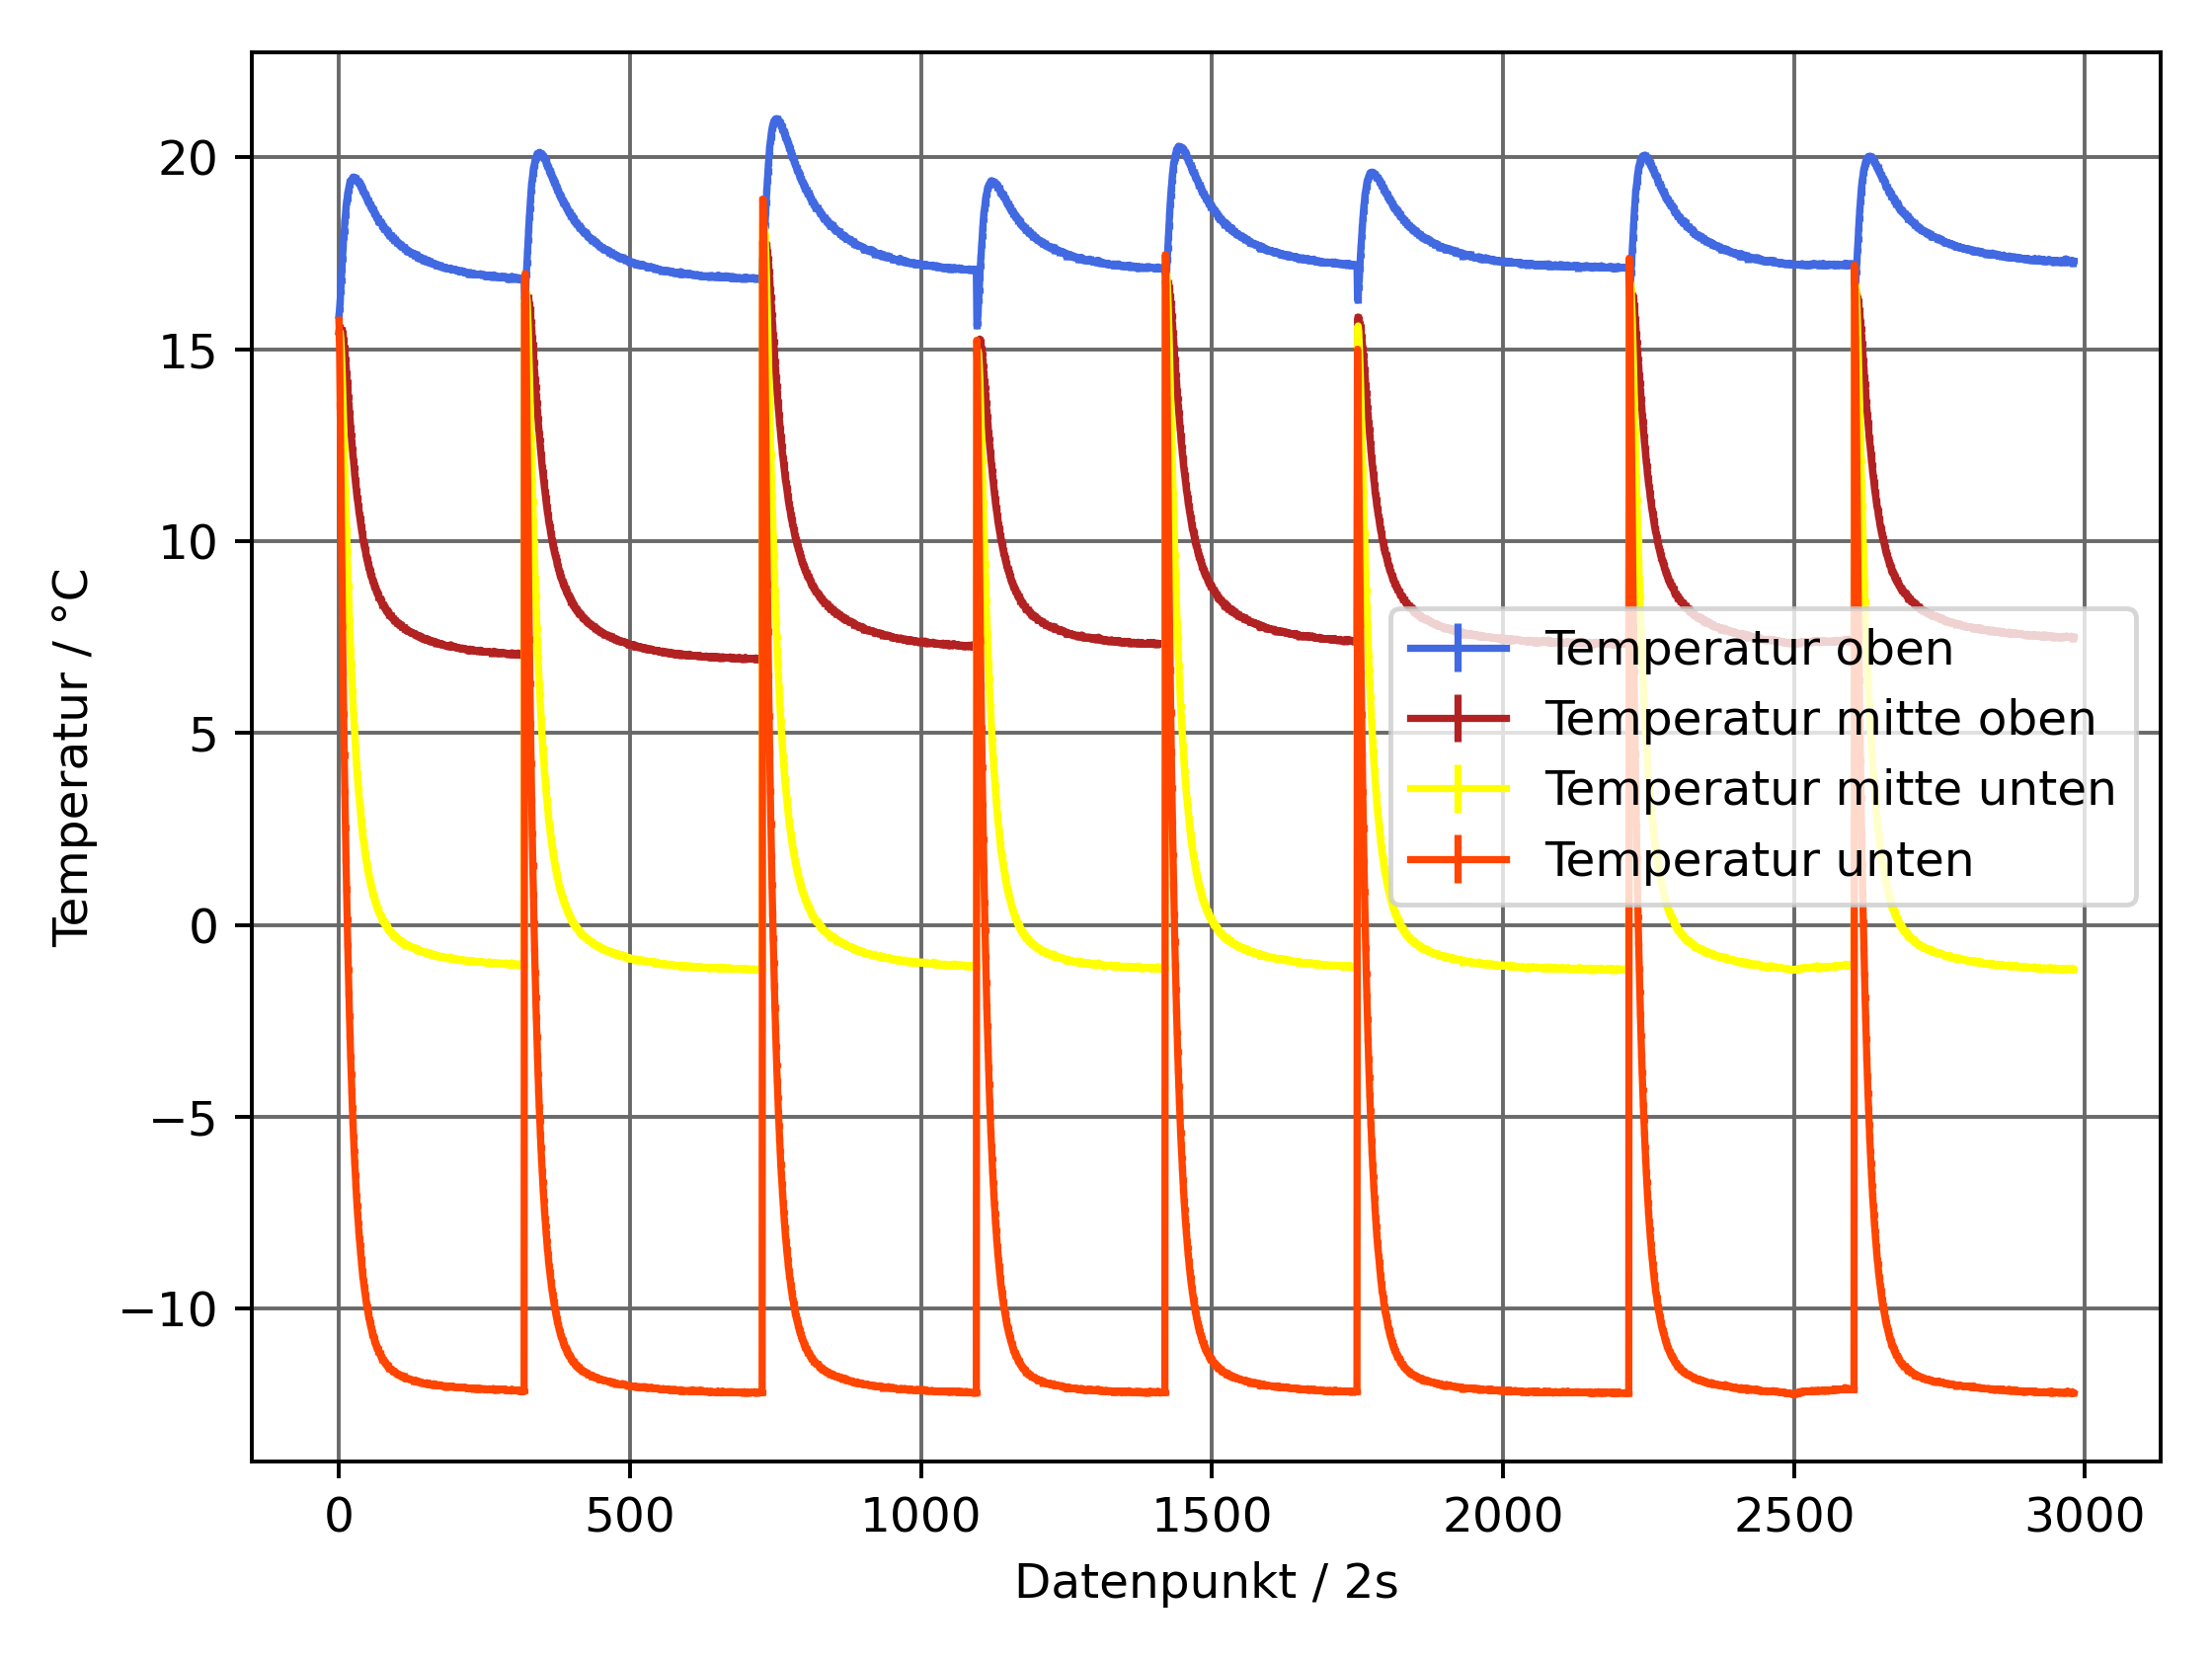 20
15
10
5
0
−5
−10
Temperatur / °C
Temperatur oben
Temperatur mitte oben
Temperatur mitte unten
Temperatur unten
0 500 1000 1500 2000 2500 3000
Datenpunkt / 2s